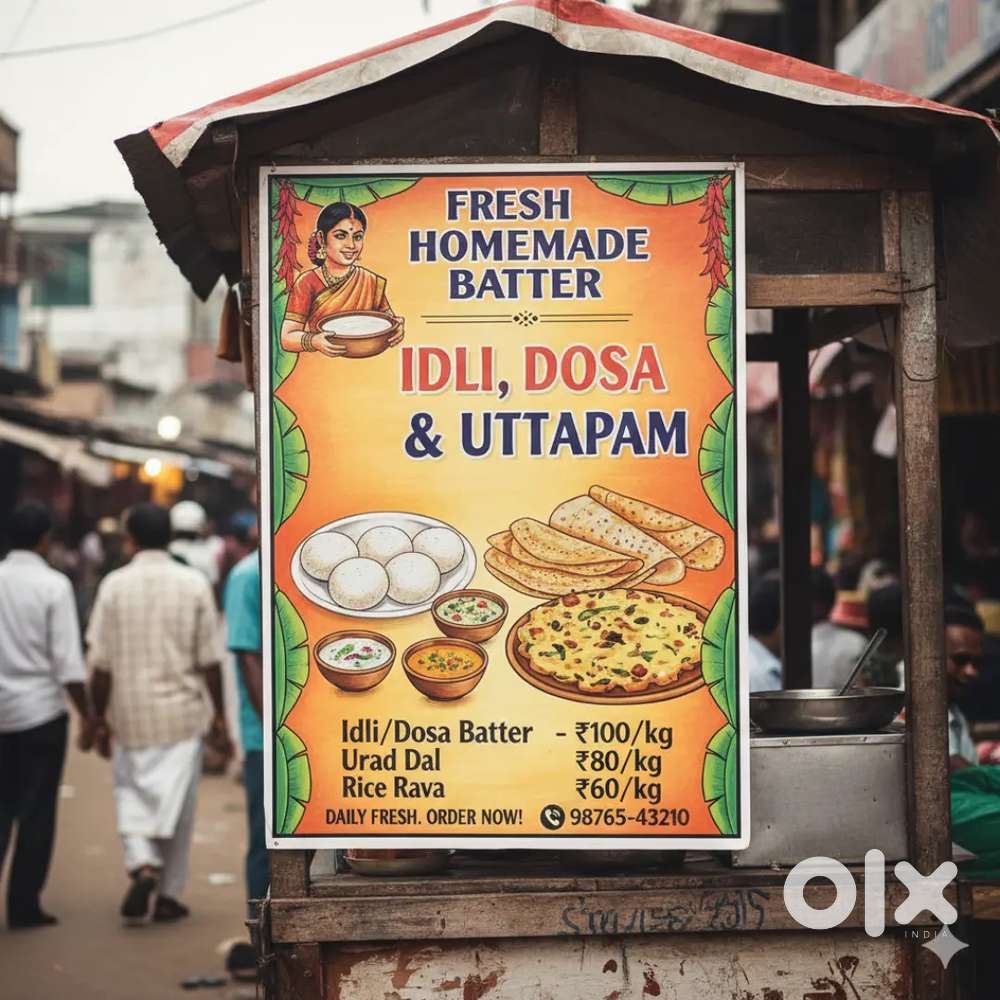 FRESH
HOMEMADE
BATTER
IDLI, DOSA
& UTTAPAM
Idli/Dosa Batter - ₹100/kg
Urad Dal ₹80/kg
Rice Rava ₹60/kg
DAILY FRESH. ORDER NOW! 98765-43210
olx
INDIA